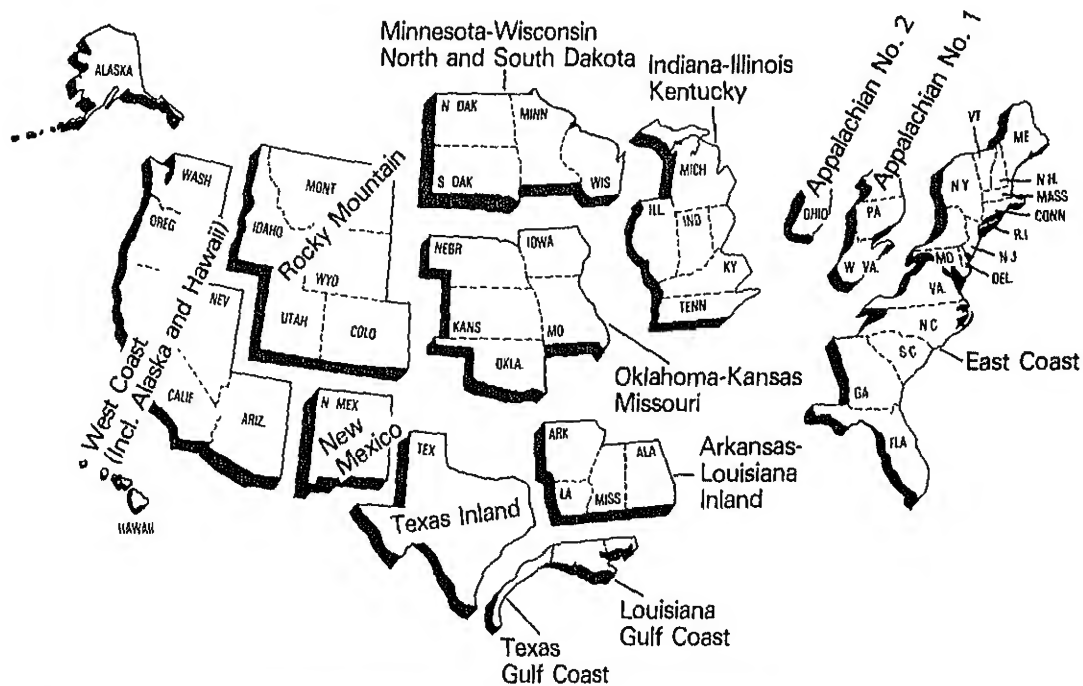 Minnesota-Wisconsin
North and South Dakota
Indiana-Illinois
Kentucky
Appalachian No. 2
Appalachian No. 1
ALASKA
N DAK
MINN
S DAK
WIS
MICH
ILL.
IND
KY
TENN
OHIO
PA
W VA.
VT
ME
NY
N.H.
MASS
CONN
R.I
N J
MD
DEL
VA.
N C
S C
GA
FLA
East Coast
WASH
OREG
NEV
CALIF
ARIZ.
West Coast
(Incl. Alaska and Hawaii)
HAWAII
MONT
IDAHO
Rocky Mountain
WYO
UTAH
COLO
NEBR
IOWA
KANS
MO
OKLA.
Oklahoma-Kansas
Missouri
N MEX
New
Mexico
TEX
Texas Inland
ARK
ALA
LA
MISS
Arkansas-
Louisiana
Inland
Louisiana
Gulf Coast
Texas
Gulf Coast